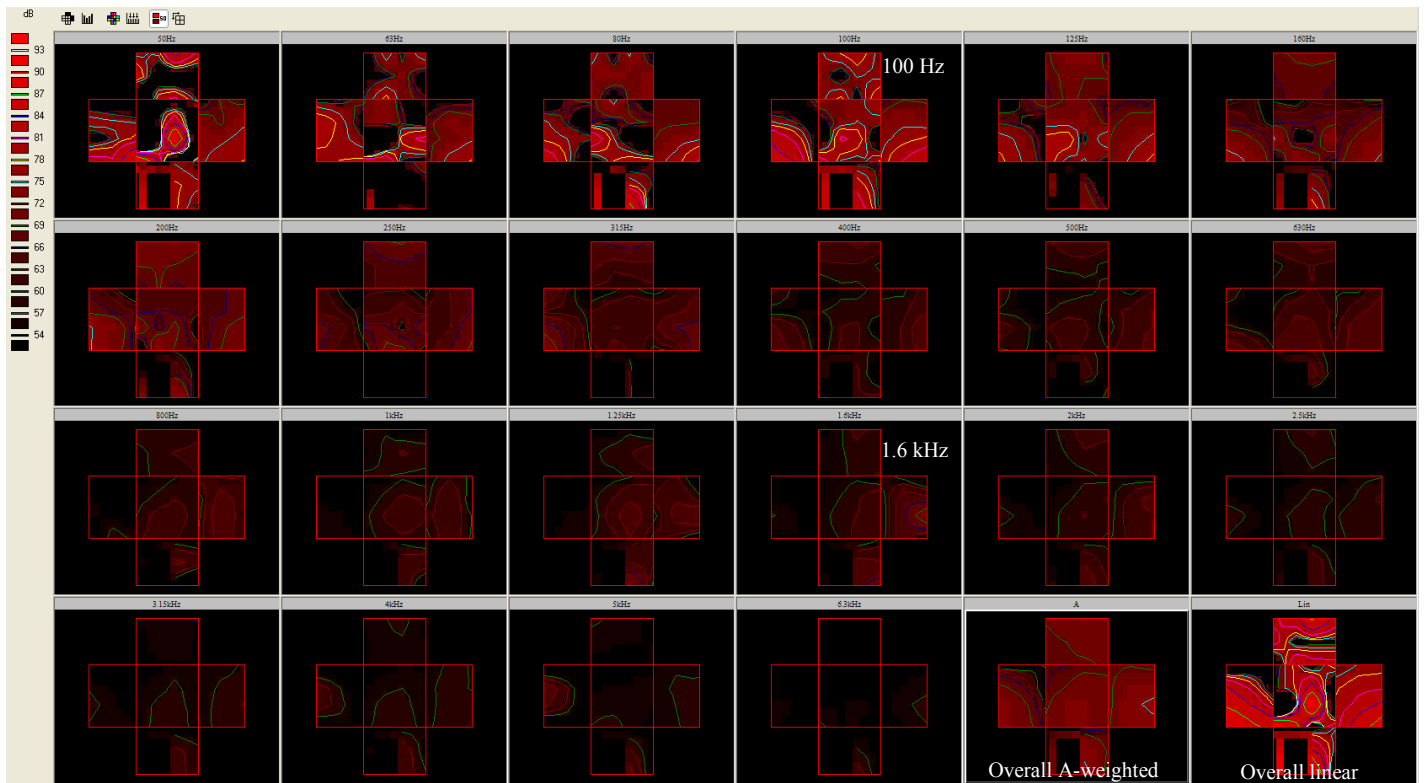 dB
50
50Hz
63Hz
80Hz
100Hz
125Hz
160Hz
100 Hz
93
90
87
84
81
78
75
72
69
66
63
60
57
54
200Hz
250Hz
315Hz
400Hz
500Hz
630Hz
800Hz
1kHz
1.25kHz
1.6kHz
2kHz
2.5kHz
1.6 kHz
3.15kHz
4kHz
5kHz
6.3kHz
A
Lin
Overall A-weighted
Overall linear